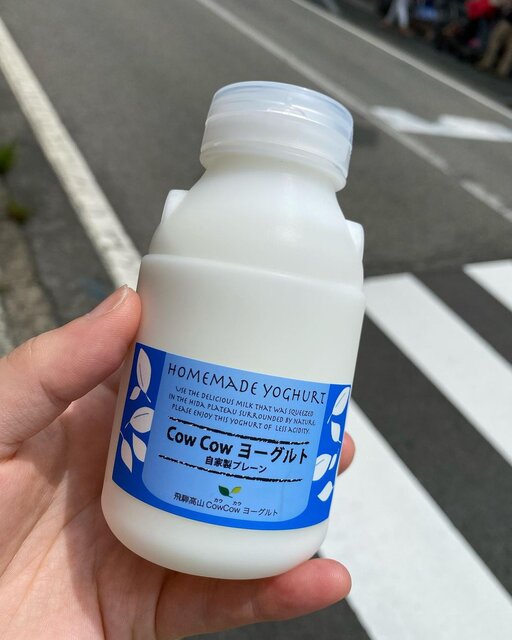 HOMEMADE YOGHURT
USE THE DELICIOUS MILK THAT WAS SQUEEZED
IN THE HIDA PLATEAU SURROUNDED BY NATURE.
PLEASE ENJOY THIS YOGHURT OF LESS ACIDITY.
Cow Cow ヨーグルト
自家製プレーン
カウ カウ
飛騨高山 CowCow ヨーグルト